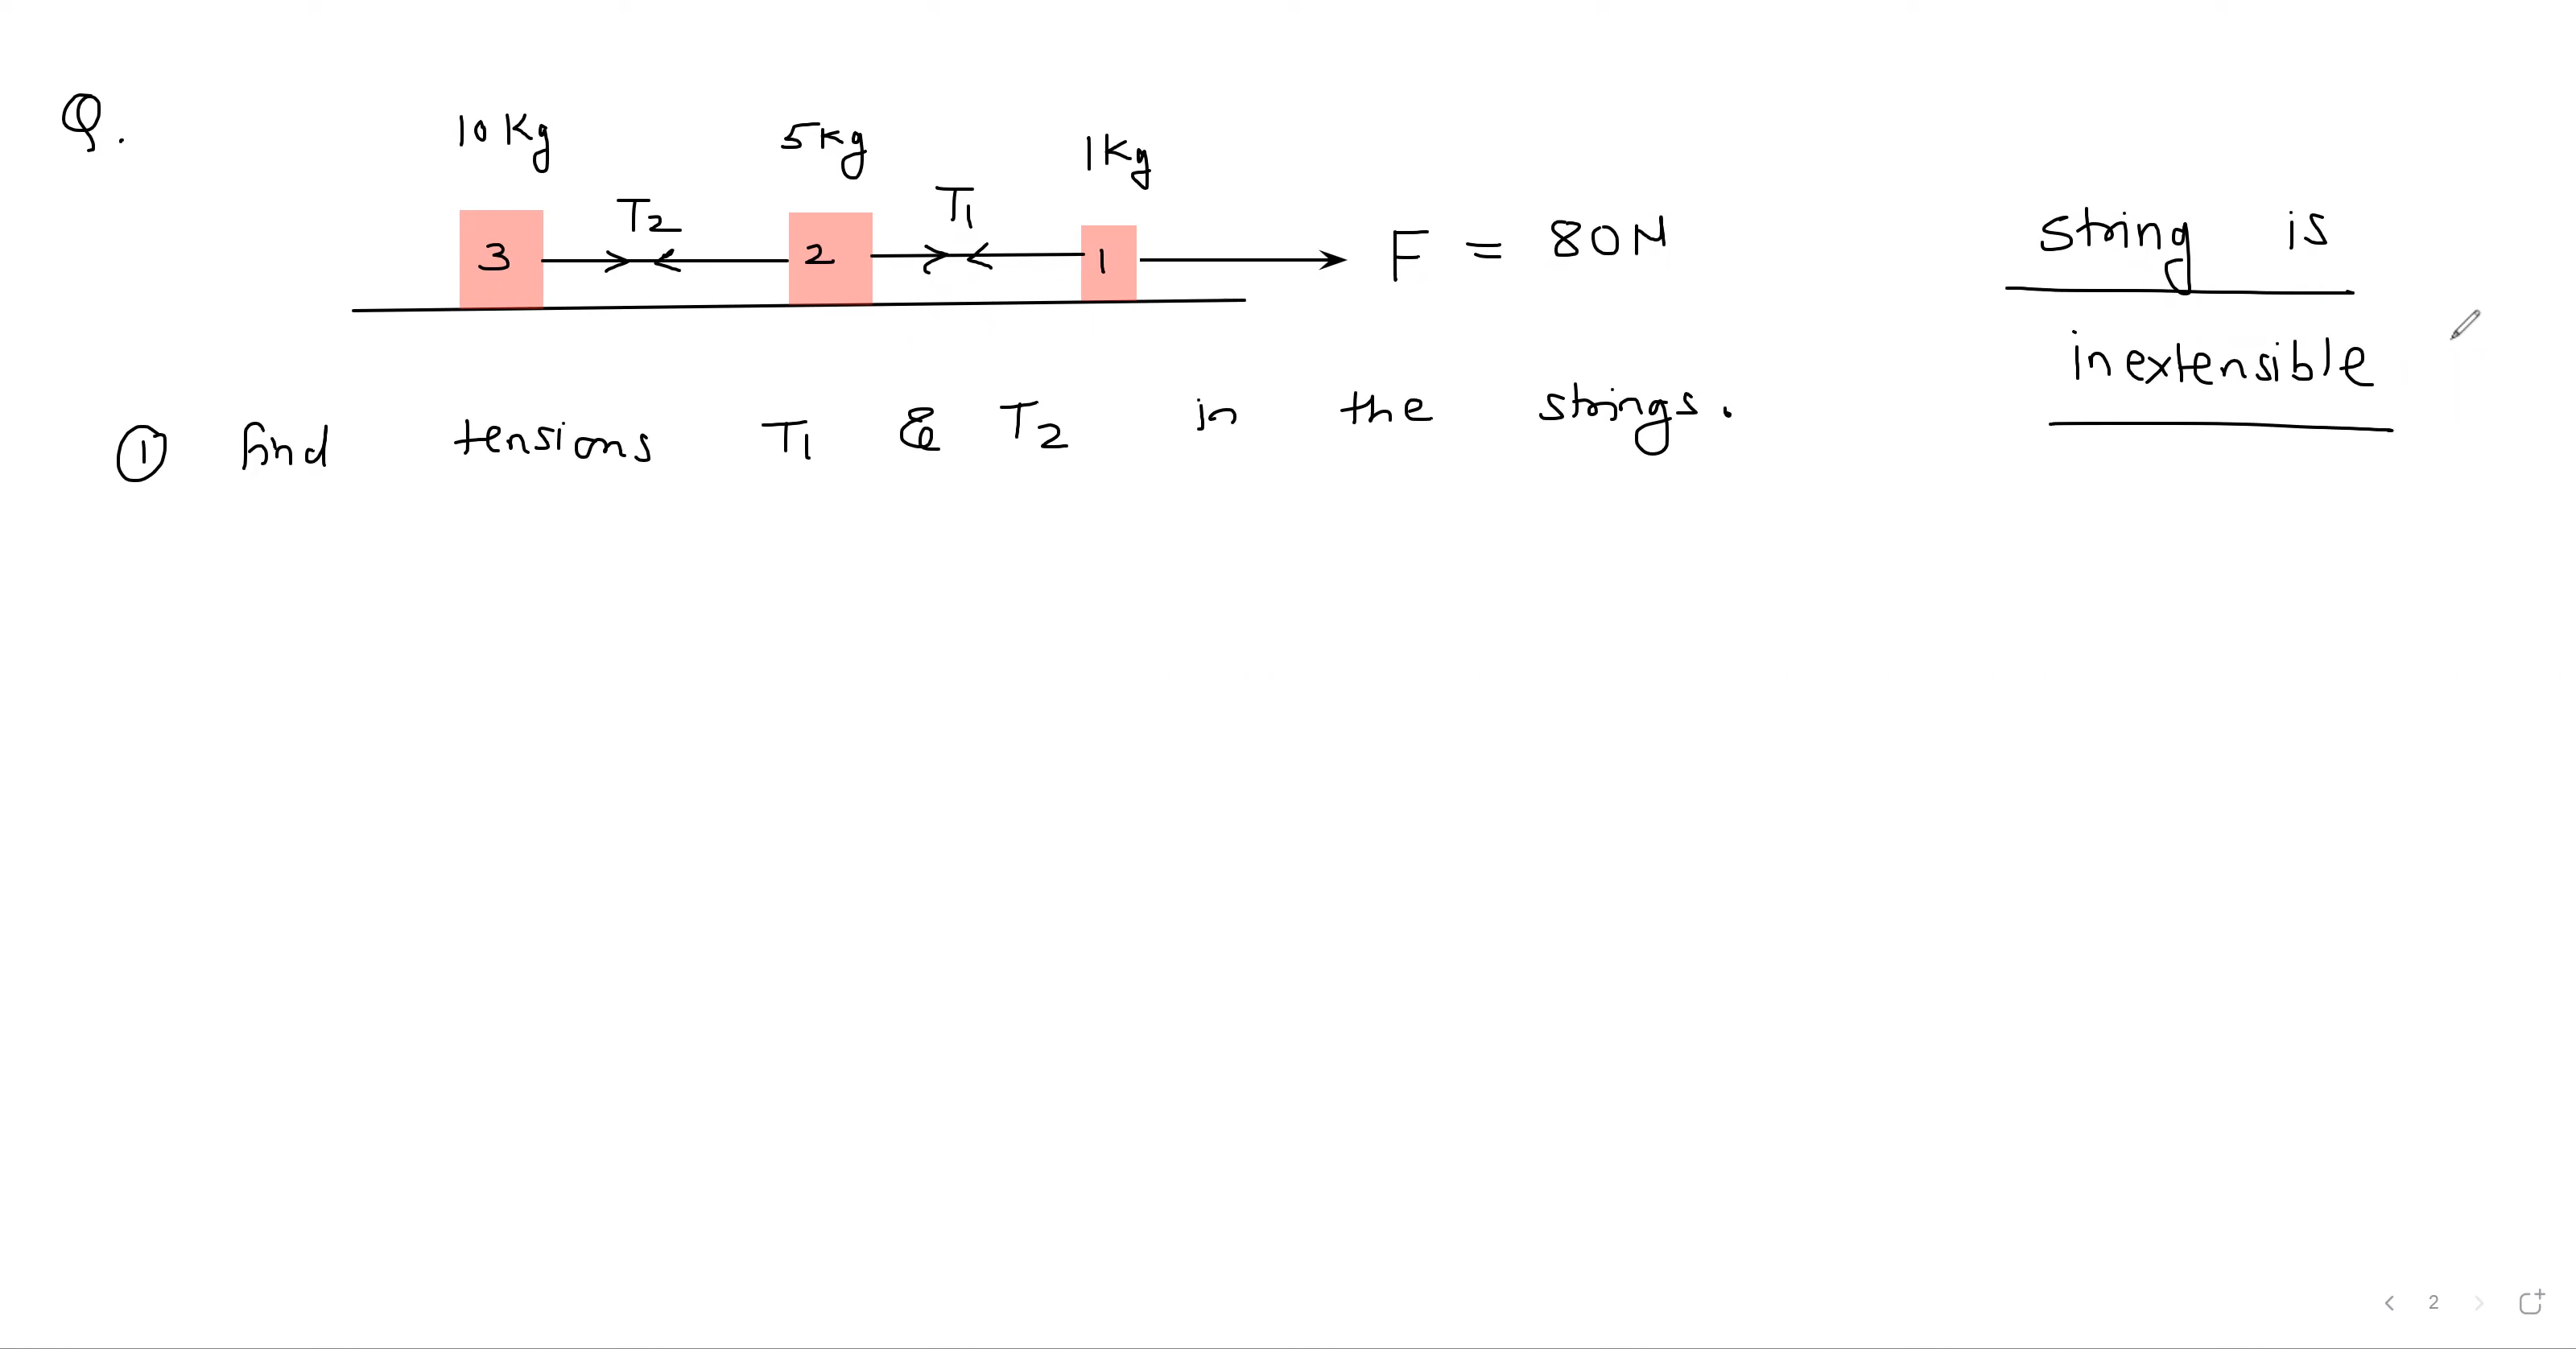 Q.
10 Kg 5 Kg 1 Kg
T2 T1
3 2 1 F = 80N
string is
inextensible
① find tensions T1 & T2 in the strings.
2